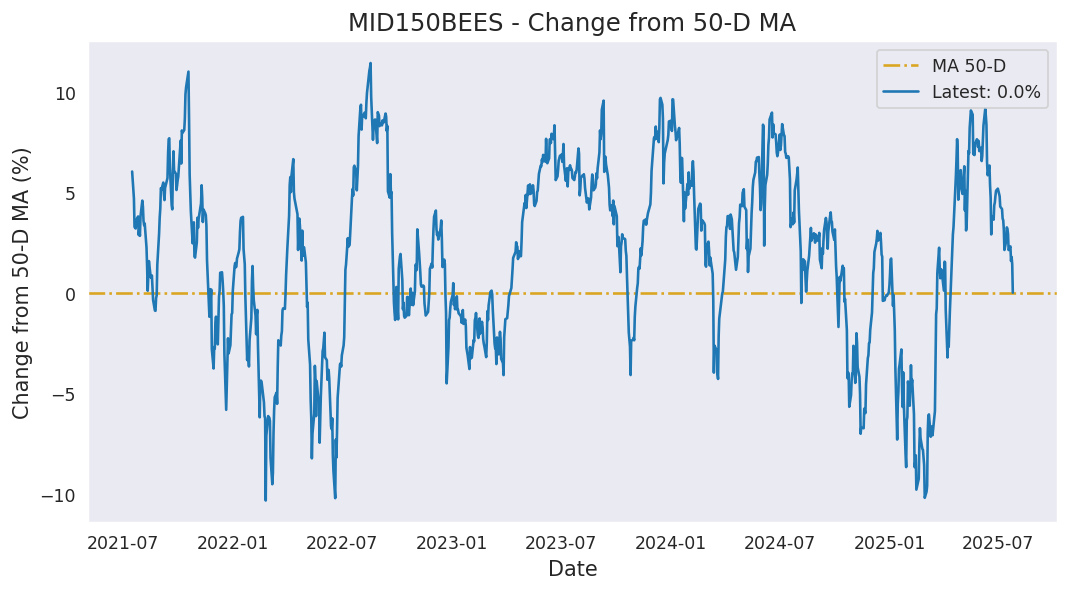 MID150BEES - Change from 50-D MA
MA 50-D
Latest: 0.0%
Change from 50-D MA (%)
10
5
0
−5
−10
2021-07 2022-01 2022-07 2023-01 2023-07 2024-01 2024-07 2025-01 2025-07
Date